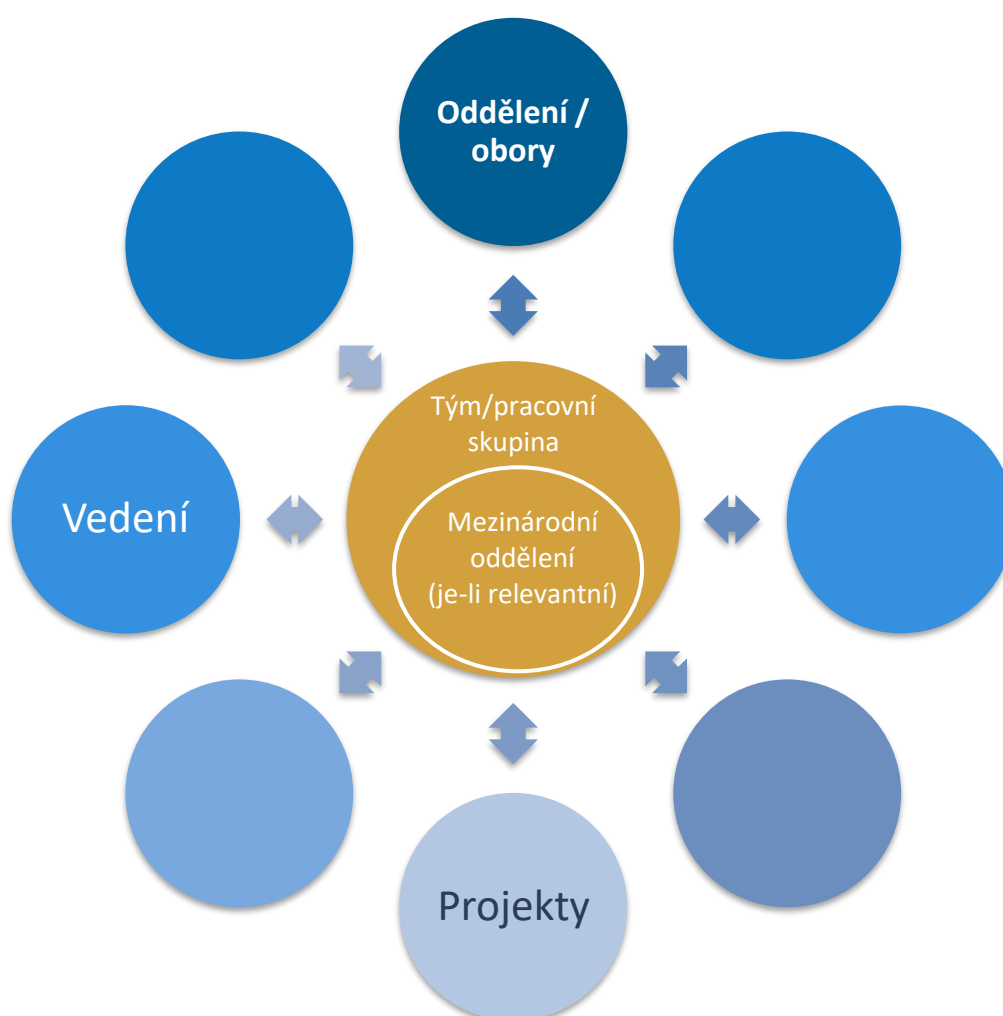 Oddělení /
obory
Tým/pracovní
skupina
Vedení
Mezinárodní
oddělení
(je-li relevantní)
Projekty